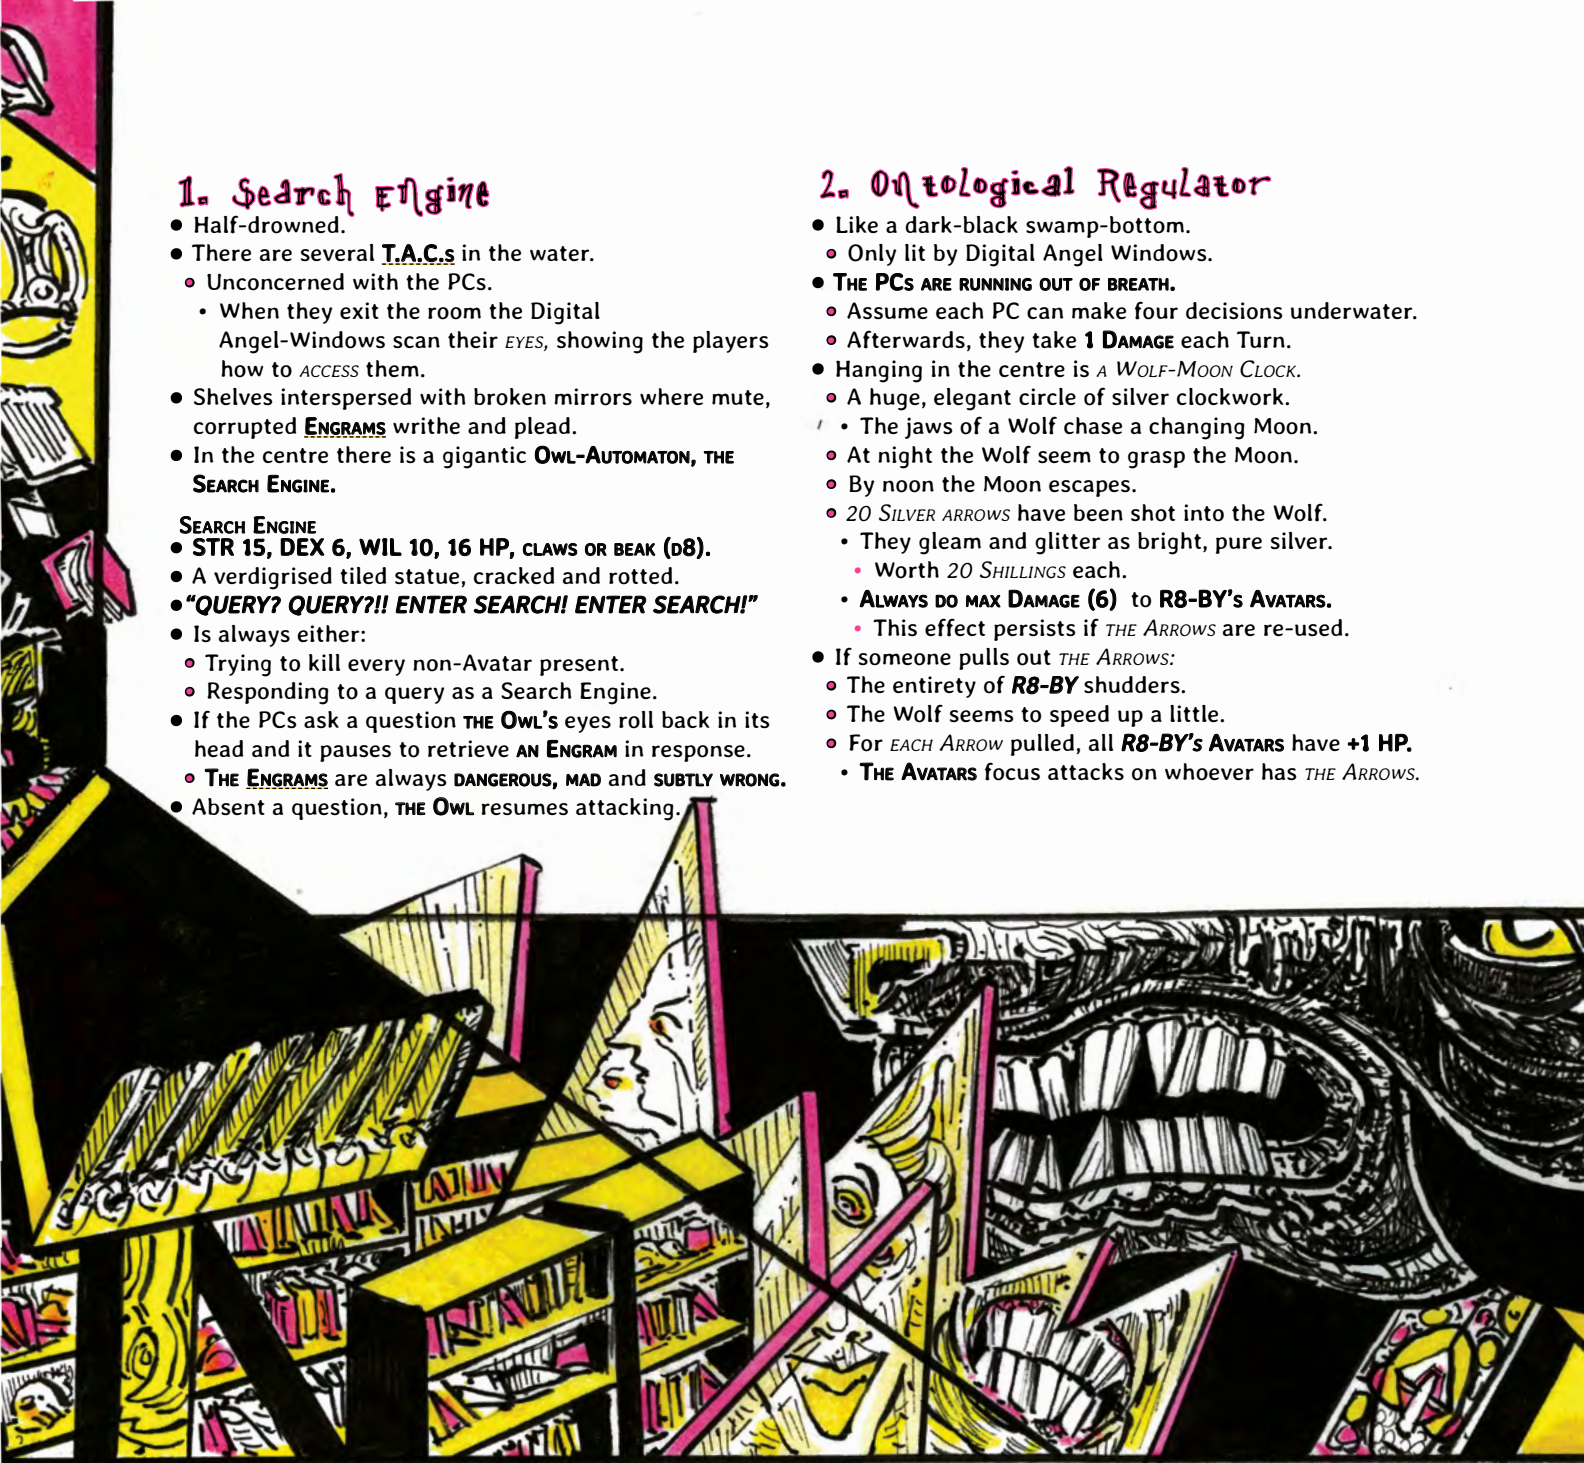 1. Search Engine
• Half-drowned.
• There are several T.A.C.s in the water.
• Unconcerned with the PCs.
• When they exit the room the Digital
Angel-Windows scan their EYES, showing the players
how to ACCESS them.
• Shelves interspersed with broken mirrors where mute,
corrupted ENGRAMS writhe and plead.
• In the centre there is a gigantic OWL-AUTOMATON, THE
SEARCH ENGINE.
SEARCH ENGINE
• STR 15, DEX 6, WIL 10, 16 HP, CLAWS OR BEAK (D8).
• A verdigrised tiled statue, cracked and rotted.
• "QUERY? QUERY?!! ENTER SEARCH! ENTER SEARCH!"
• Is always either:
• Trying to kill every non-Avatar present.
• Responding to a query as a Search Engine.
• If the PCs ask a question THE OWL'S eyes roll back in its
head and it pauses to retrieve AN ENGRAM in response.
• THE ENGRAMS are always DANGEROUS, MAD and SUBTLY WRONG.
• Absent a question, THE OWL resumes attacking.
2. Ontological Regulator
• Like a dark-black swamp-bottom.
• Only lit by Digital Angel Windows.
• THE PCS ARE RUNNING OUT OF BREATH.
• Assume each PC can make four decisions underwater.
• Afterwards, they take 1 DAMAGE each Turn.
• Hanging in the centre is A WOLF-MOON CLOCK.
• A huge, elegant circle of silver clockwork.
• The jaws of a Wolf chase a changing Moon.
• At night the Wolf seem to grasp the Moon.
• By noon the Moon escapes.
• 20 SILVER ARROWS have been shot into the Wolf.
• They gleam and glitter as bright, pure silver.
• Worth 20 SHILLINGS each.
• ALWAYS DO MAX DAMAGE (6) to R8-BY's AVATARS.
• This effect persists if THE ARROWS are re-used.
• If someone pulls out THE ARROWS:
• The entirety of R8-BY shudders.
• The Wolf seems to speed up a little.
• For EACH ARROW pulled, all R8-BY's AVATARS have +1 HP.
• THE AVATARS focus attacks on whoever has THE ARROWS.